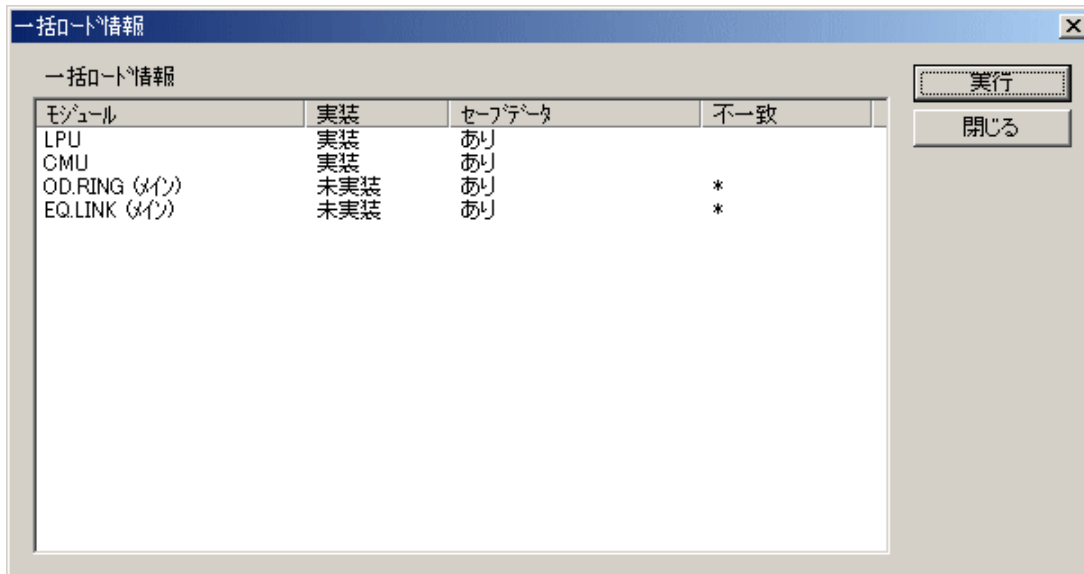 一括ﾛｰﾄﾞ情報
一括ﾛｰﾄﾞ情報
実行
閉じる
ﾓｼﾞｭｰﾙ 実装 ｾｰﾌﾞﾃﾞｰﾀ 不一致
LPU 実装 あり
CMU 実装 あり
OD.RING (ﾒｲﾝ) 未実装 あり *
EQ.LINK (ﾒｲﾝ) 未実装 あり *